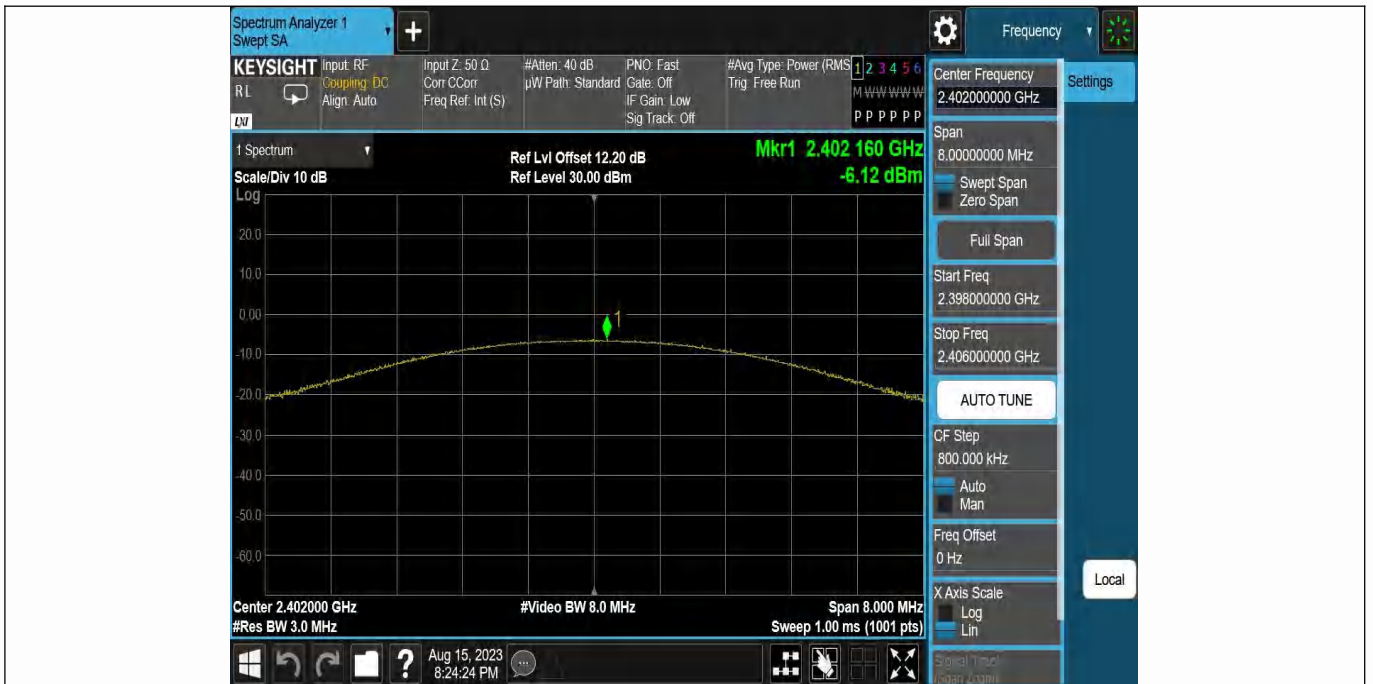 Spectrum Analyzer 1
Swept SA
+
Frequency
KEYSIGHT
RL
LXI
Input: RF
Coupling: DC
Align: Auto
Input Z: 50 Ω
Corr CCorr
Freq Ref: Int (S)
#Atten: 40 dB
µW Path: Standard
PNO: Fast
Gate: Off
IF Gain: Low
Sig Track: Off
#Avg Type: Power (RMS
Trig: Free Run
1 2 3 4 5 6
M W W W W W
P P P P P P
Center Frequency
2.402000000 GHz
Settings
1 Spectrum
Scale/Div 10 dB
Ref Lvl Offset 12.20 dB
Ref Level 30.00 dBm
Mkr1 2.402 160 GHz
-6.12 dBm
Span
8.00000000 MHz
Swept Span
Zero Span
Full Span
Start Freq
2.398000000 GHz
Stop Freq
2.406000000 GHz
AUTO TUNE
CF Step
800.000 kHz
Auto
Man
Freq Offset
0 Hz
X Axis Scale
Log
Lin
Signal Track
(Span Zoom)
Local
Log
20.0
10.0
0.00
-10.0
-20.0
-30.0
-40.0
-50.0
-60.0
1
Center 2.402000 GHz
#Video BW 8.0 MHz
Span 8.000 MHz
#Res BW 3.0 MHz
Sweep 1.00 ms (1001 pts)
?
Aug 15, 2023
8:24:24 PM